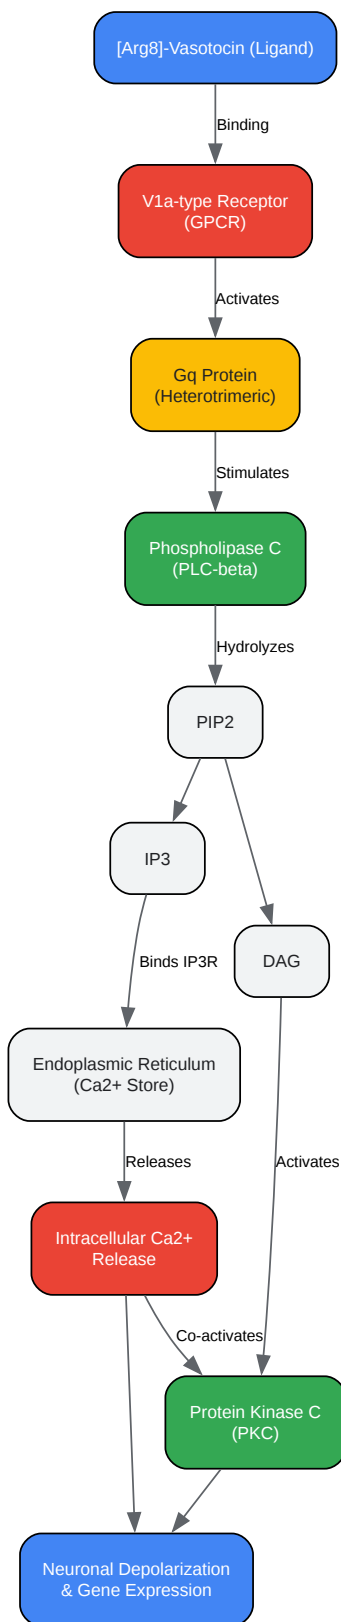 [Arg8]-Vasotocin (Ligand)
Binding
V1a-type Receptor
(GPCR)
Activates
Gq Protein
(Heterotrimeric)
Stimulates
Phospholipase C
(PLC-beta)
Hydrolyzes
PIP2
IP3
DAG
Binds IP3R
Endoplasmic Reticulum
(Ca2+ Store)
Releases
Activates
Intracellular Ca2+
Release
Co-activates
Protein Kinase C
(PKC)
Neuronal Depolarization
& Gene Expression